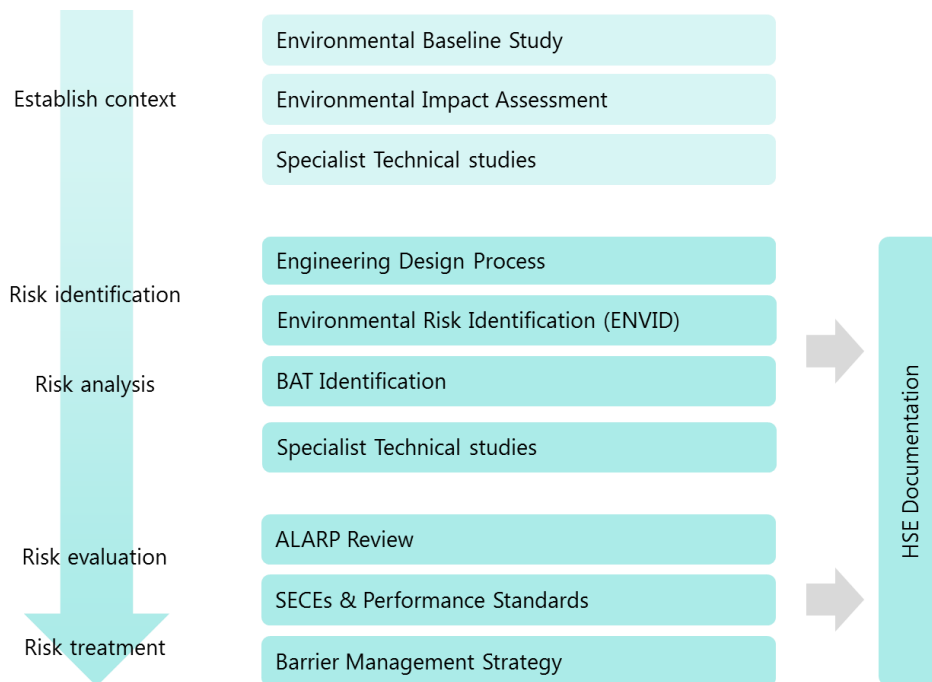 Establish context
Environmental Baseline Study
Environmental Impact Assessment
Specialist Technical studies
Risk identification
Risk analysis
Engineering Design Process
Environmental Risk Identification (ENVID)
BAT Identification
Specialist Technical studies
Risk evaluation
Risk treatment
ALARP Review
SECEs & Performance Standards
Barrier Management Strategy
HSE Documentation